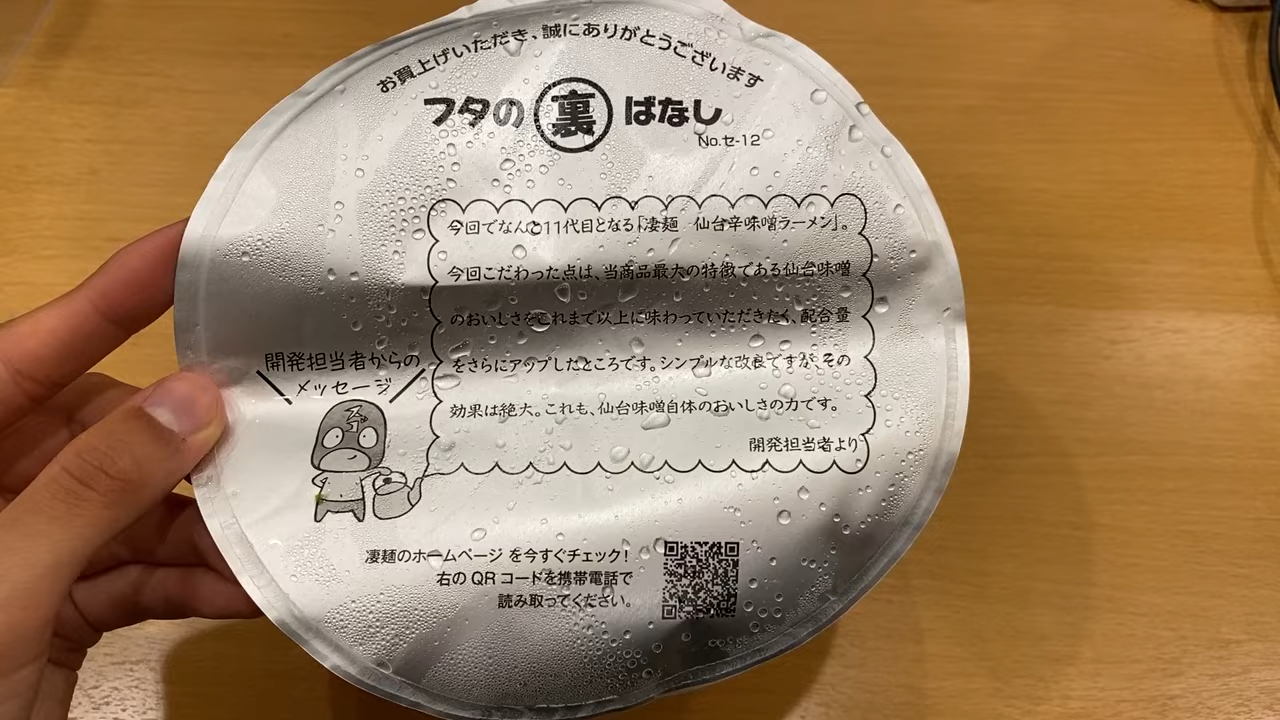 お買上げいただき、誠にありがとうございます
フタの裏ばなし
No.セ-12
今回でなんと11代目となる「凄麺 仙台辛味噌ラーメン」。
今回こだわった点は、当商品最大の特徴である仙台味噌
のおいしさをこれまで以上に味わっていただきたく、配合量
をさらにアップしたところです。シンプルな改良ですが、その
効果は絶大。これも、仙台味噌自体のおいしさの力です。
開発担当者より
開発担当者からの
メッセージ
凄麺のホームページを今すぐチェック!
右のQRコードを携帯電話で
読み取ってください。